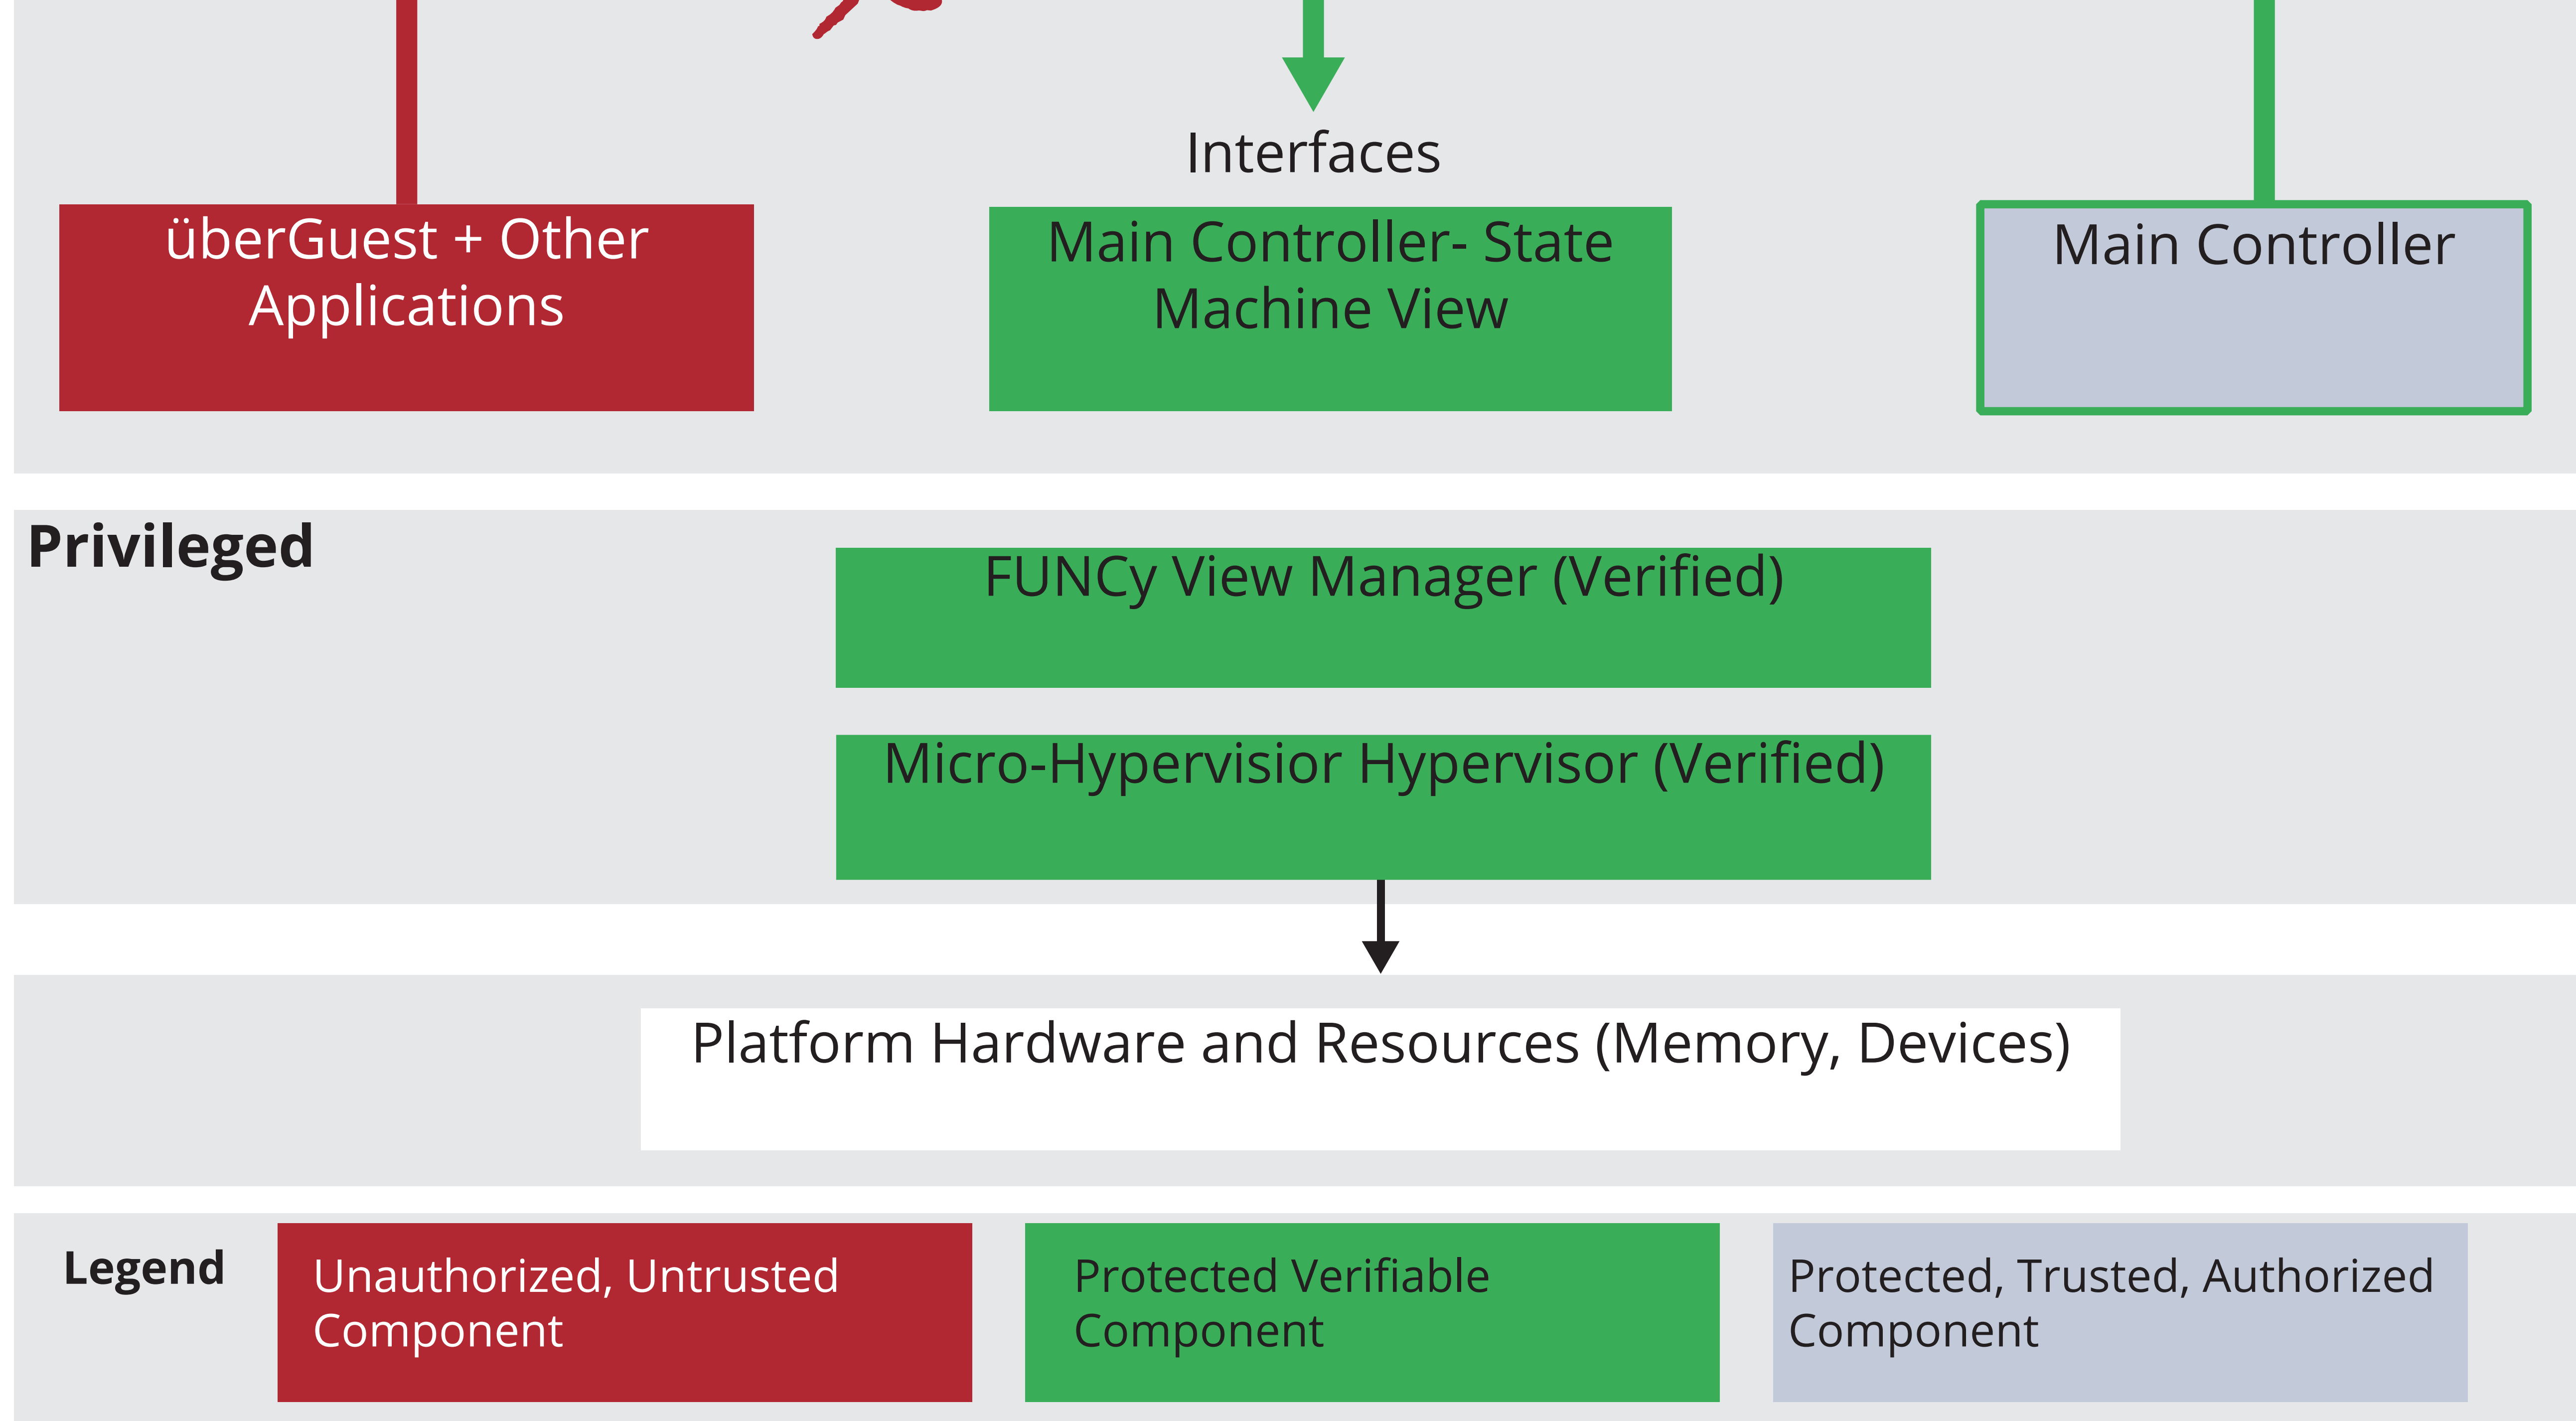 Interfaces
überGuest + Other
Applications
Main Controller- State
Machine View
Main Controller
Privileged
FUNCy View Manager (Verified)
Micro-Hypervisior Hypervisor (Verified)
Platform Hardware and Resources (Memory, Devices)
Legend
Unauthorized, Untrusted
Component
Protected Verifiable
Component
Protected, Trusted, Authorized
Component